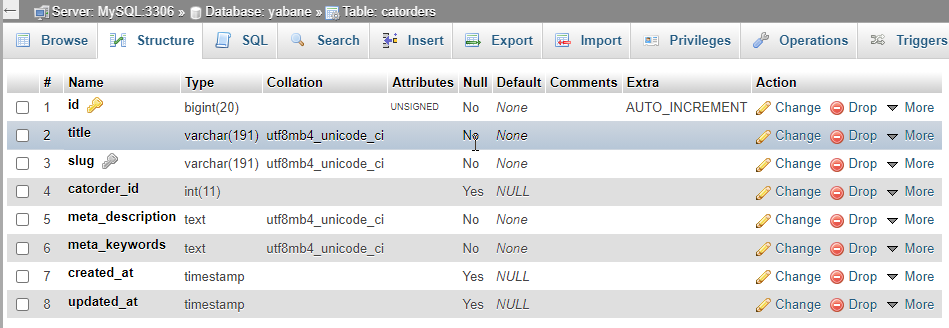 Server: MySQL:3306 » Database: yabane » Table: catorders
Browse Structure SQL Search Insert Export Import Privileges Operations Triggers
# Name Type Collation Attributes Null Default Comments Extra Action
1 id bigint(20) UNSIGNED No None AUTO_INCREMENT Change Drop More
2 title varchar(191) utf8mb4_unicode_ci No None Change Drop More
3 slug varchar(191) utf8mb4_unicode_ci No None Change Drop More
4 catorder_id int(11) Yes NULL Change Drop More
5 meta_description text utf8mb4_unicode_ci No None Change Drop More
6 meta_keywords text utf8mb4_unicode_ci No None Change Drop More
7 created_at timestamp Yes NULL Change Drop More
8 updated_at timestamp Yes NULL Change Drop More